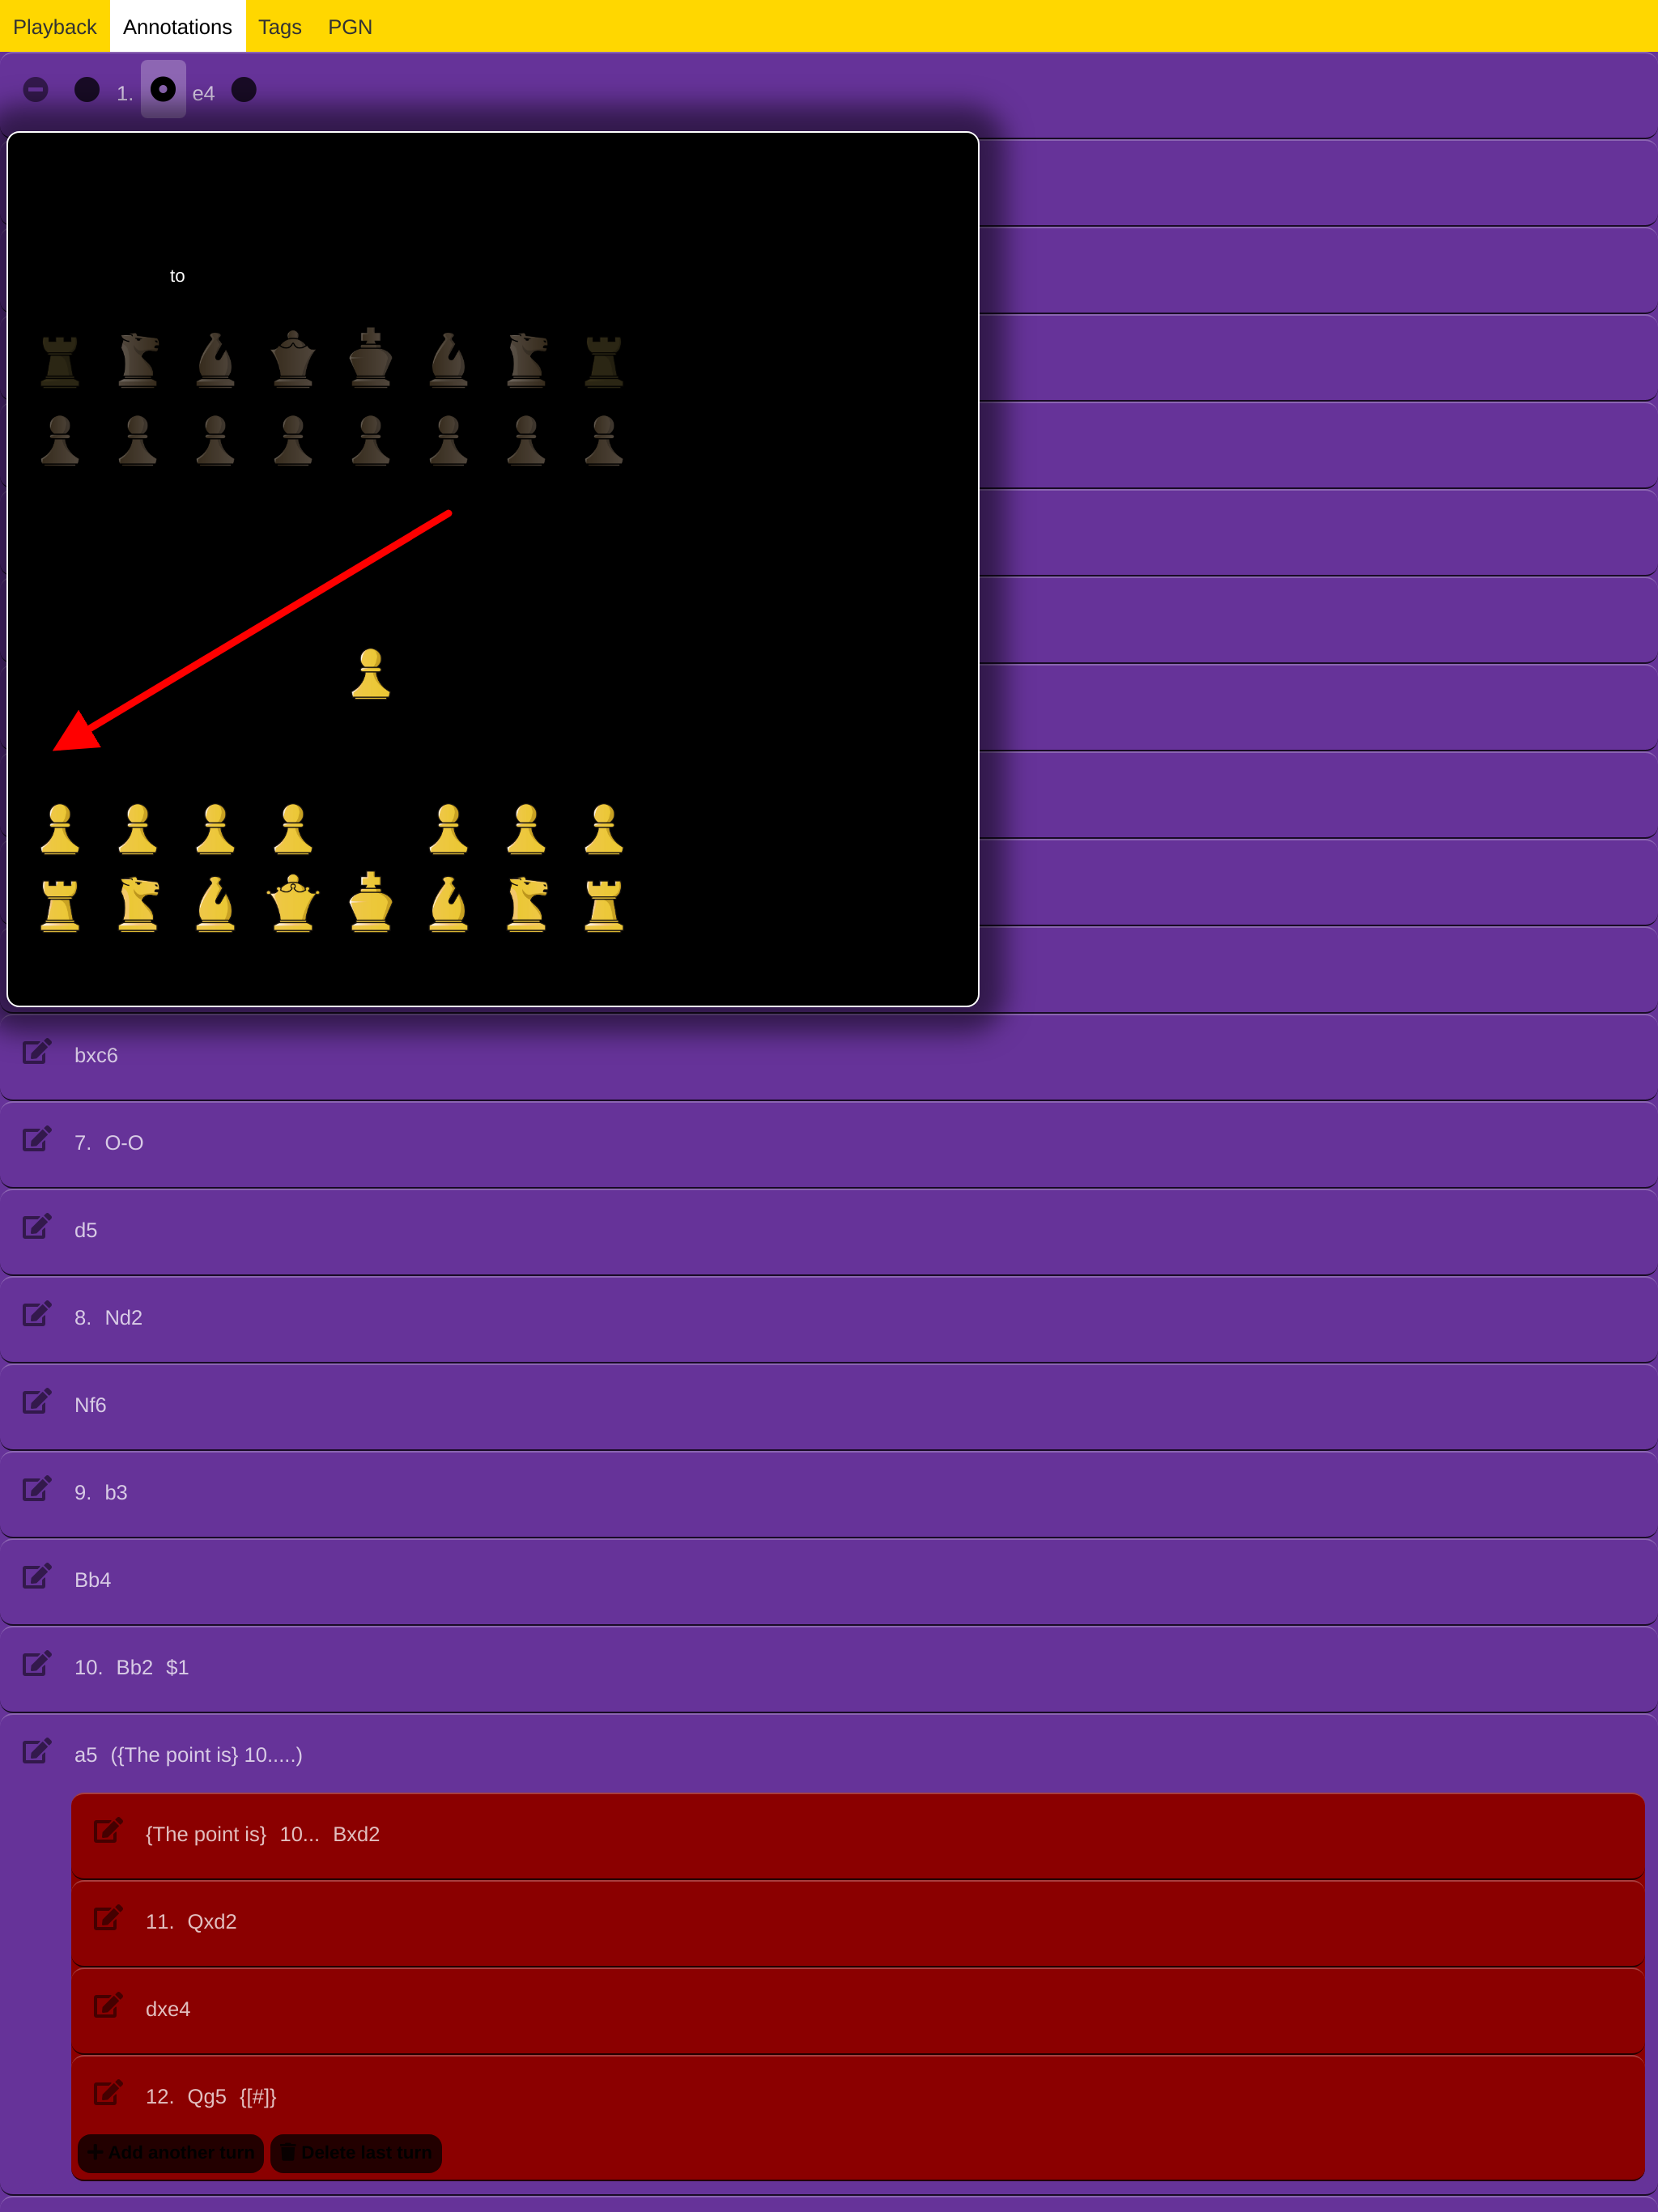 Playback Annotations Tags PGN
1. e4
to
bxc6
7. O-O
d5
8. Nd2
Nf6
9. b3
Bb4
10. Bb2 $1
a5 ({The point is} 10.....)
{The point is} 10... Bxd2
11. Qxd2
dxe4
12. Qg5 {[#]}
Add another turn Delete last turn